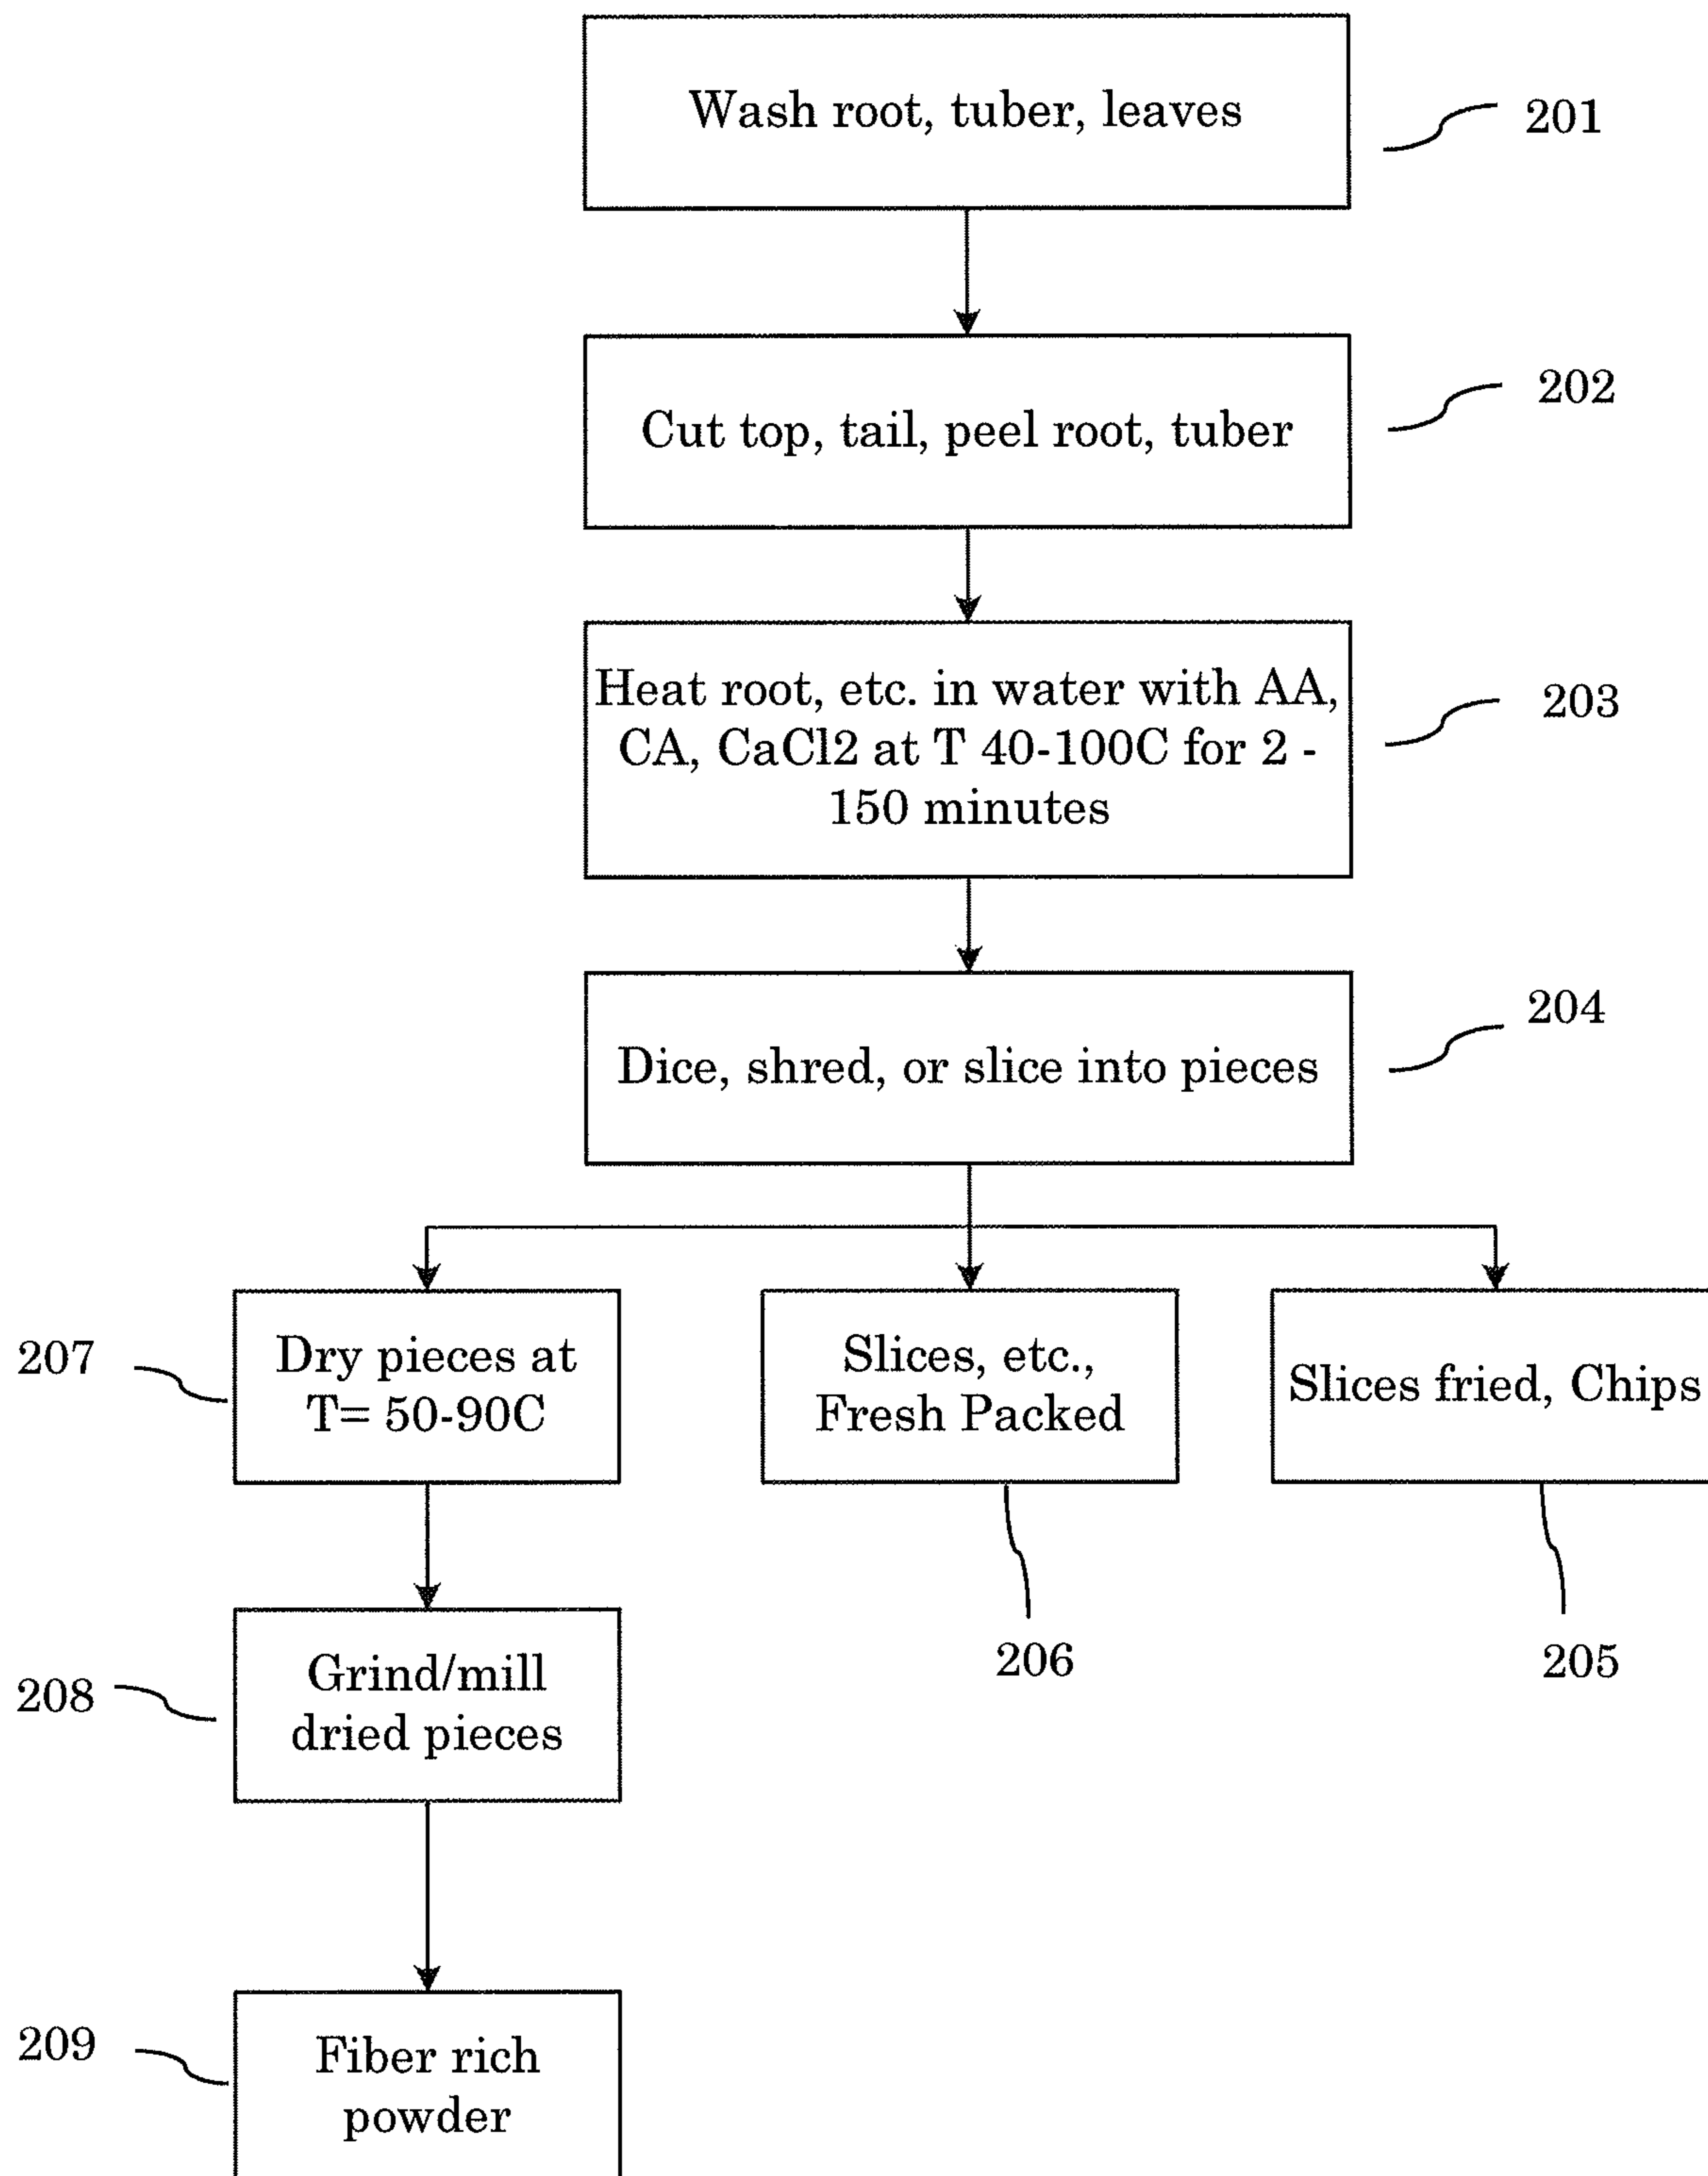 Wash root, tuber, leaves
201
Cut top, tail, peel root, tuber
202
Heat root, etc. in water with AA,
CA, CaCl2 at T 40-100C for 2 -
150 minutes
203
Dice, shred, or slice into pieces
204
207
Dry pieces at
T= 50-90C
Slices, etc.,
Fresh Packed
Slices fried, Chips
206
205
208
Grind/mill
dried pieces
209
Fiber rich
powder